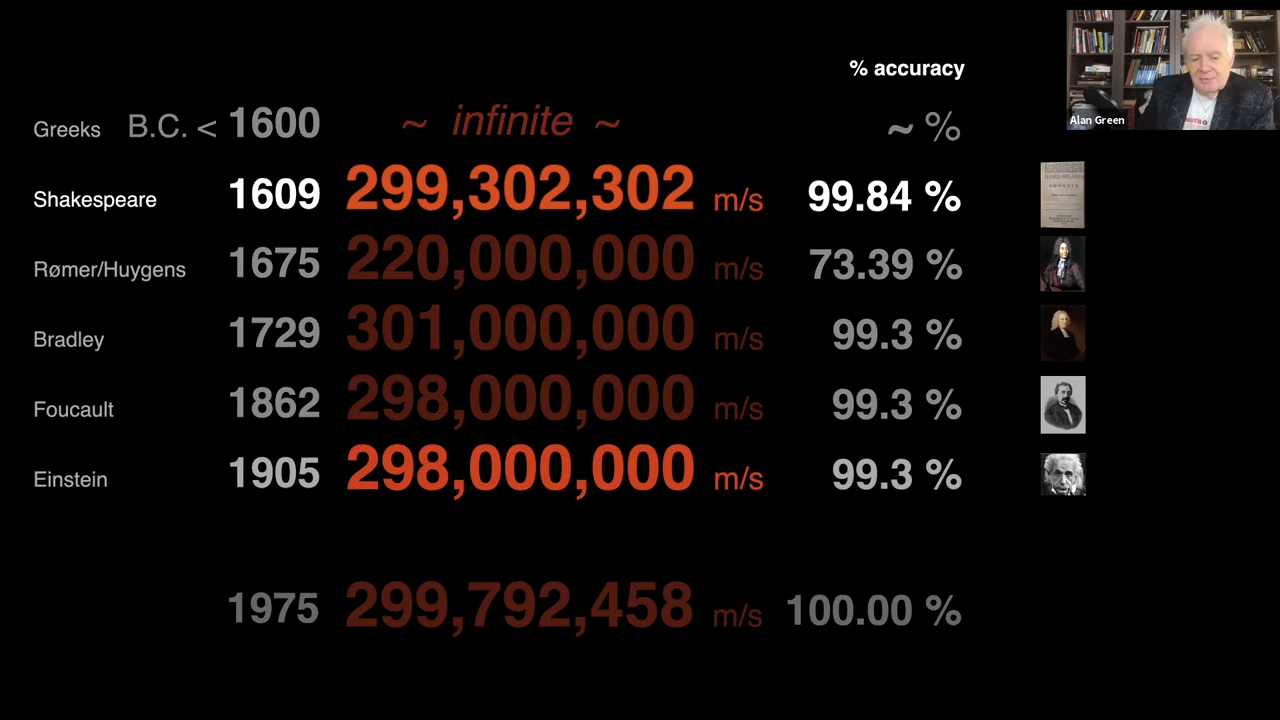 Alan Green
% accuracy
Greeks B.C. < 1600 ~ infinite ~ ~ %
Shakespeare 1609 299,302,302 m/s 99.84 %
Rømer/Huygens 1675 220,000,000 m/s 73.39 %
Bradley 1729 301,000,000 m/s 99.3 %
Foucault 1862 298,000,000 m/s 99.3 %
Einstein 1905 298,000,000 m/s 99.3 %
1975 299,792,458 m/s 100.00 %